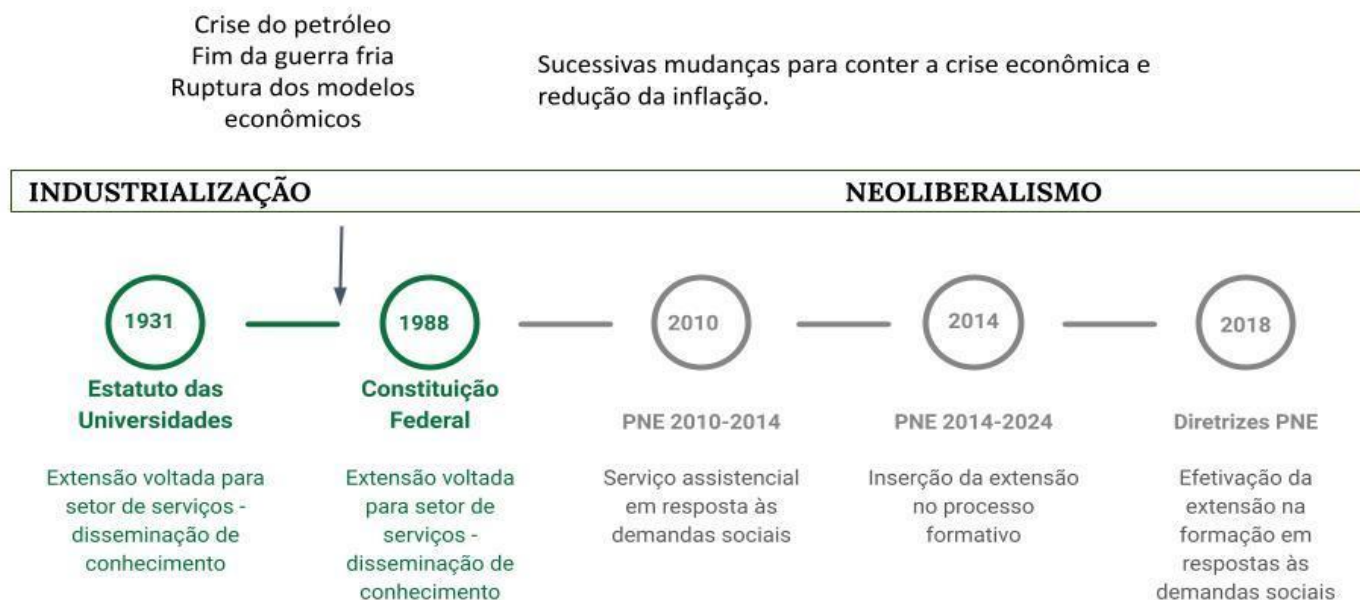 Crise do petróleo
Fim da guerra fria
Ruptura dos modelos
econômicos
Sucessivas mudanças para conter a crise econômica e
redução da inflação.
INDUSTRIALIZAÇÃO
NEOLIBERALISMO
1931
Estatuto das
Universidades
Extensão voltada para
setor de serviços -
disseminação de
conhecimento
1988
Constituição
Federal
Extensão voltada
para setor de
serviços -
disseminação de
conhecimento
2010
PNE 2010-2014
Serviço assistencial
em resposta às
demandas sociais
2014
PNE 2014-2024
Inserção da extensão
no processo
formativo
2018
Diretrizes PNE
Efetivação da
extensão na
formação em
respostas às
demandas sociais